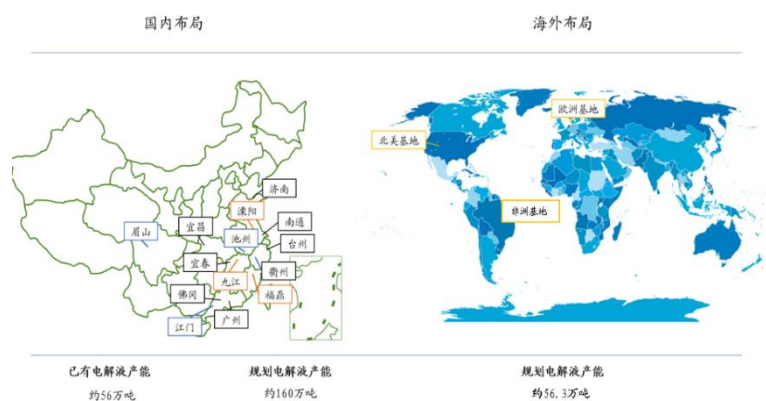 国内布局
海外布局
济南
溧阳
南通
宜昌
池州
眉山
台州
宜春
衢州
九江
福鼎
佛冈
广州
江门
欧洲基地
北美基地
非洲基地
已有电解液产能
约56万吨
规划电解液产能
约160万吨
规划电解液产能
约56.3万吨